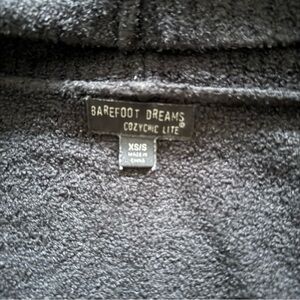 BAREFOOT DREAMS®
COZYCHIC LITE
XS/S
MADE IN
CHINA